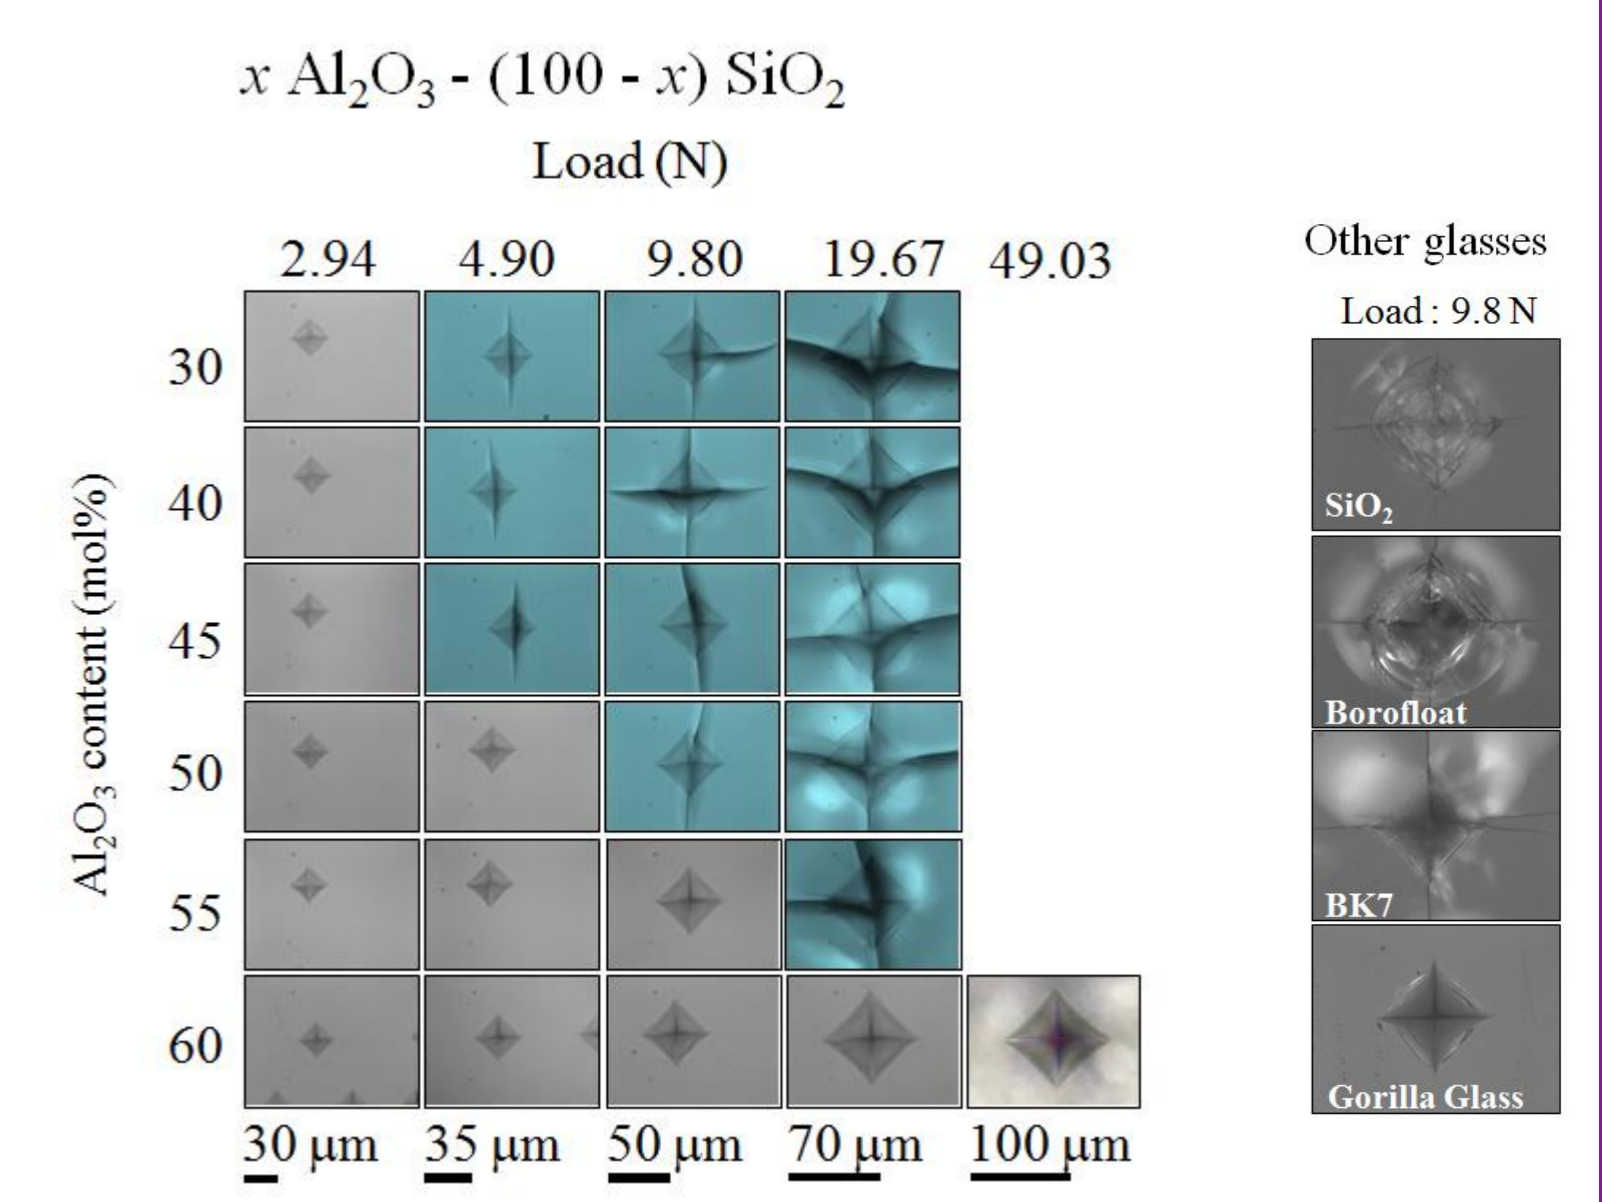 x Al₂O₃ - (100 - x) SiO₂
Load (N)
2.94 4.90 9.80 19.67 49.03
Al₂O₃ content (mol%)
30
40
45
50
55
60
30 μm 35 μm 50 μm 70 μm 100 μm
Other glasses
Load : 9.8 N
SiO₂
Borofloat
BK7
Gorilla Glass